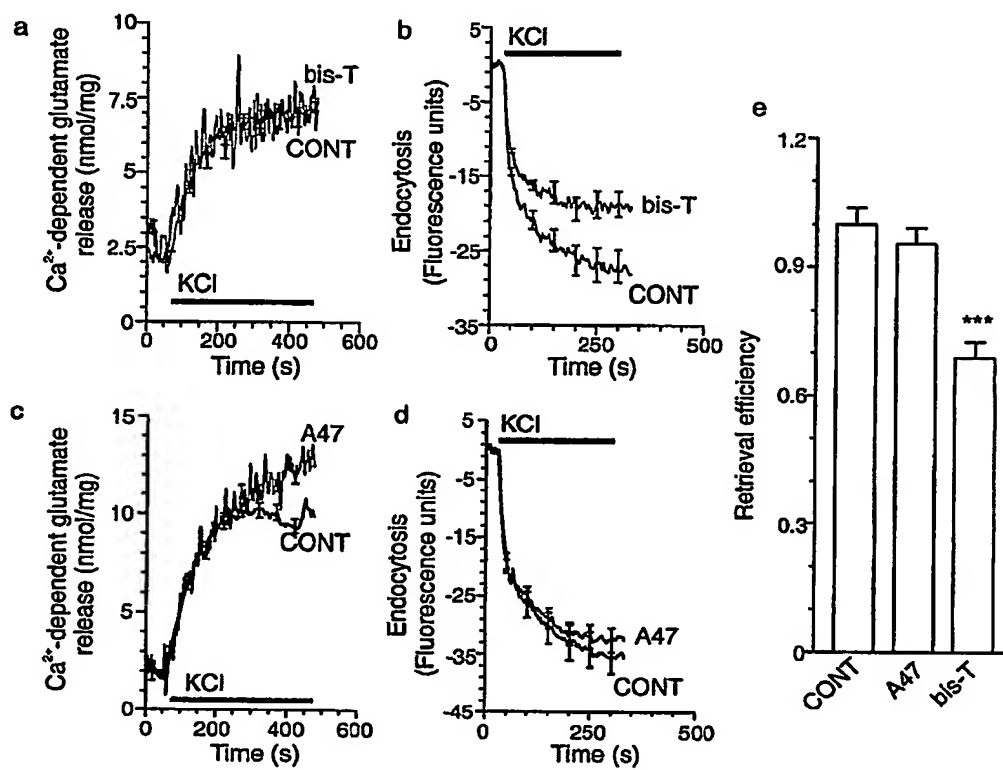 a
Ca²⁺-dependent glutamate
release (nmol/mg)
10
7.5
5
2.5
0
bis-T
CONT
KCl
0 200 400 600
Time (s)
b
Endocytosis
(Fluorescence units)
5
-5
-15
-25
-35
KCl
bis-T
CONT
0 250 500
Time (s)
c
Ca²⁺-dependent glutamate
release (nmol/mg)
15
10
5
0
A47
CONT
KCl
0 200 400 600
Time (s)
d
Endocytosis
(Fluorescence units)
5
-5
-15
-25
-35
-45
KCl
A47
CONT
0 250 500
Time (s)
e
Retrieval efficiency
1.2
0.9
0.6
0.3
0
***
CONT
A47
bis-T